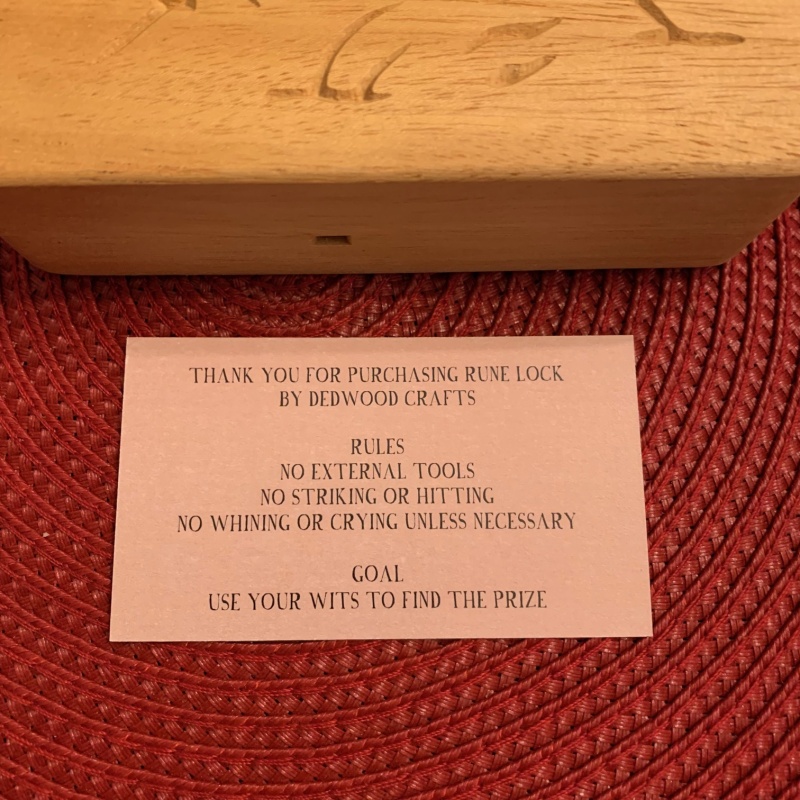 THANK YOU FOR PURCHASING RUNE LOCK
BY DEDWOOD CRAFTS
RULES
NO EXTERNAL TOOLS
NO STRIKING OR HITTING
NO WHINING OR CRYING UNLESS NECESSARY
GOAL
USE YOUR WITS TO FIND THE PRIZE